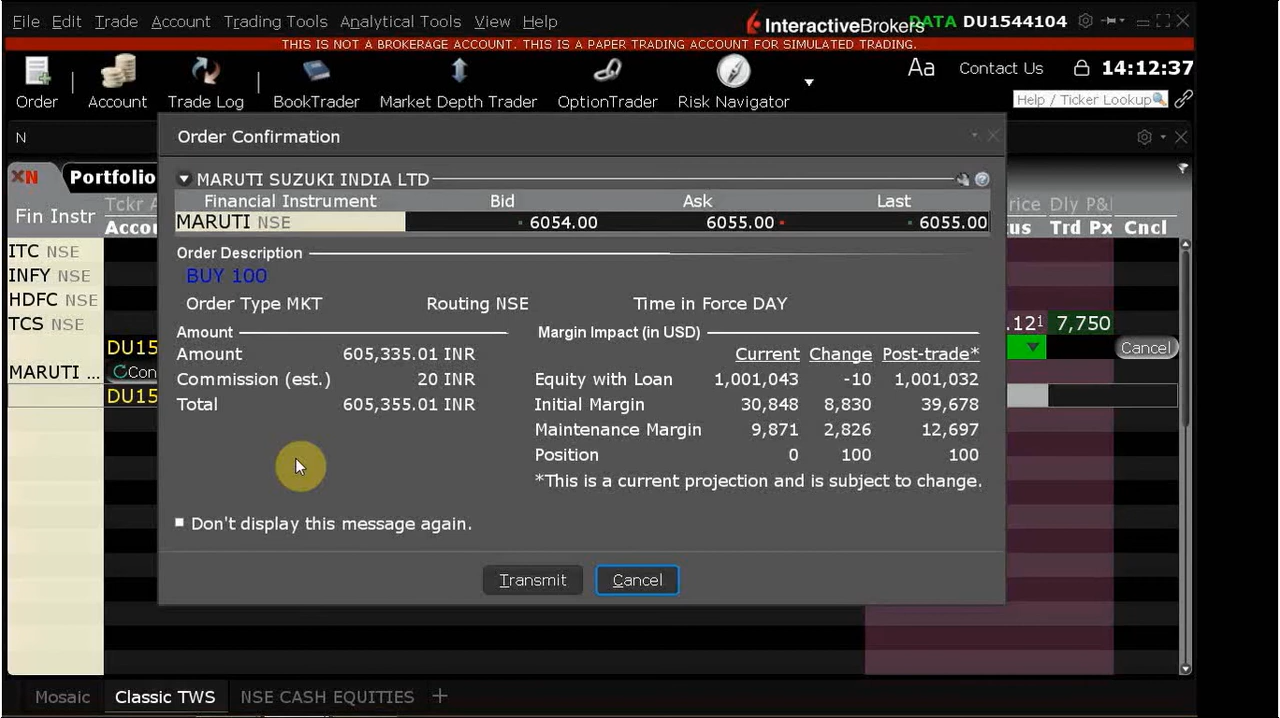 File Edit Trade Account Trading Tools Analytical Tools View Help InteractiveBrokers DATA DU1544104
THIS IS NOT A BROKERAGE ACCOUNT. THIS IS A PAPER TRADING ACCOUNT FOR SIMULATED TRADING.
Aa Contact Us 14:12:37
Order Account Trade Log BookTrader Market Depth Trader OptionTrader Risk Navigator
Help / Ticker Lookup
N
Order Confirmation
N Portfolio
MARUTI SUZUKI INDIA LTD
Financial Instrument Bid Ask Last
MARUTI NSE 6054.00 6055.00 6055.00
Tckr A rice Dly P&L
Fin Instr Accou us Trd Px Cncl
ITC NSE
Order Description
INFY NSE
BUY 100
HDFC NSE
Order Type MKT Routing NSE Time in Force DAY
TCS NSE .12¹ 7,750
Amount Margin Impact (in USD)
DU15 Cancel
Current Change Post-trade*
Amount 605,335.01 INR
MARUTI ... Con
Commission (est.) 20 INR Equity with Loan 1,001,043 -10 1,001,032
DU15
Total 605,355.01 INR Initial Margin 30,848 8,830 39,678
Maintenance Margin 9,871 2,826 12,697
Position 0 100 100
*This is a current projection and is subject to change.
Don't display this message again.
Transmit Cancel
Mosaic Classic TWS NSE CASH EQUITIES +